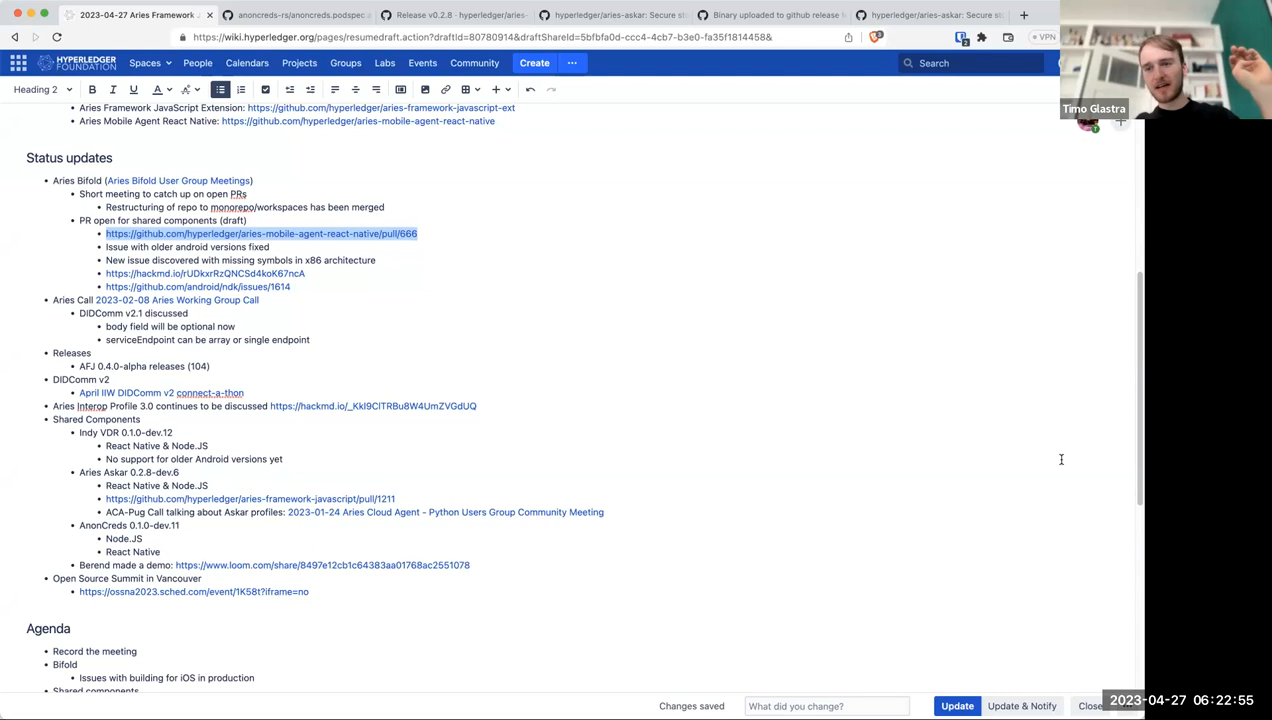 2023-04-27 Aries Framework J
anoncreds-rs/anoncreds.podspec a
Release v0.2.8 · hyperledger/aries-
hyperledger/aries-askar: Secure sto
Binary uploaded to github release h
hyperledger/aries-askar: Secure sto
https://wiki.hyperledger.org/pages/resumedraft.action?draftId=80780914&draftShareId=5bfbfa0d-ccc4-4cb7-b3e0-fa35f1814458&
VPN
HYPERLEDGER FOUNDATION
Spaces
People
Calendars
Projects
Groups
Labs
Events
Community
Create
Search
Heading 2
B
I
U
A
Timo Glastra
Aries Framework JavaScript Extension: https://github.com/hyperledger/aries-framework-javascript-ext
Aries Mobile Agent React Native: https://github.com/hyperledger/aries-mobile-agent-react-native
Status updates
Aries Bifold (Aries Bifold User Group Meetings)
Short meeting to catch up on open PRs
Restructuring of repo to monorepo/workspaces has been merged
PR open for shared components (draft)
https://github.com/hyperledger/aries-mobile-agent-react-native/pull/666
Issue with older android versions fixed
New issue discovered with missing symbols in x86 architecture
https://hackmd.io/rUDkxrRzQNCSd4koK67ncA
https://github.com/android/ndk/issues/1614
Aries Call 2023-02-08 Aries Working Group Call
DIDComm v2.1 discussed
body field will be optional now
serviceEndpoint can be array or single endpoint
Releases
AFJ 0.4.0-alpha releases (104)
DIDComm v2
April IIW DIDComm v2 connect-a-thon
Aries Interop Profile 3.0 continues to be discussed https://hackmd.io/_KkI9ClTRBu8W4UmZVGdUQ
Shared Components
Indy VDR 0.1.0-dev.12
React Native & Node.JS
No support for older Android versions yet
Aries Askar 0.2.8-dev.6
React Native & Node.JS
https://github.com/hyperledger/aries-framework-javascript/pull/1211
ACA-Pug Call talking about Askar profiles: 2023-01-24 Aries Cloud Agent - Python Users Group Community Meeting
AnonCreds 0.1.0-dev.11
Node.JS
React Native
Berend made a demo: https://www.loom.com/share/8497e12cb1c64383aa01768ac2551078
Open Source Summit in Vancouver
https://ossna2023.sched.com/event/1K58t?iframe=no
Agenda
Record the meeting
Bifold
Issues with building for iOS in production
Shared components
Changes saved
What did you change?
Update
Update & Notify
Close
2023-04-27 06:22:55